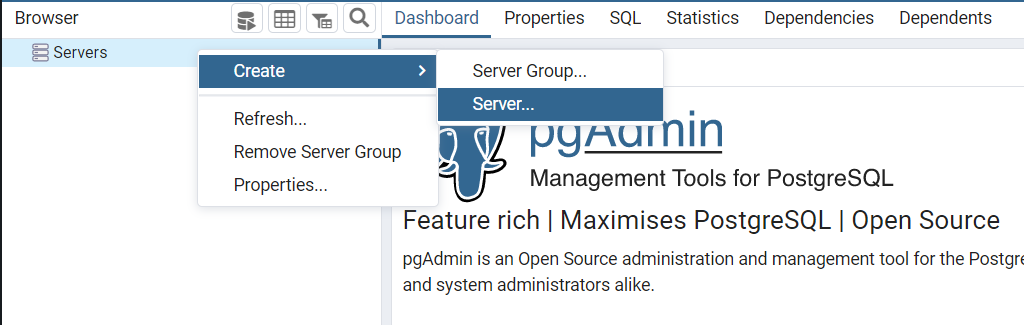 Browser
Dashboard Properties SQL Statistics Dependencies Dependents
Servers
Create
Server Group...
Server...
Refresh...
Remove Server Group
Properties...
pgAdmin
Management Tools for PostgreSQL
Feature rich | Maximises PostgreSQL | Open Source
pgAdmin is an Open Source administration and management tool for the Postgre
and system administrators alike.